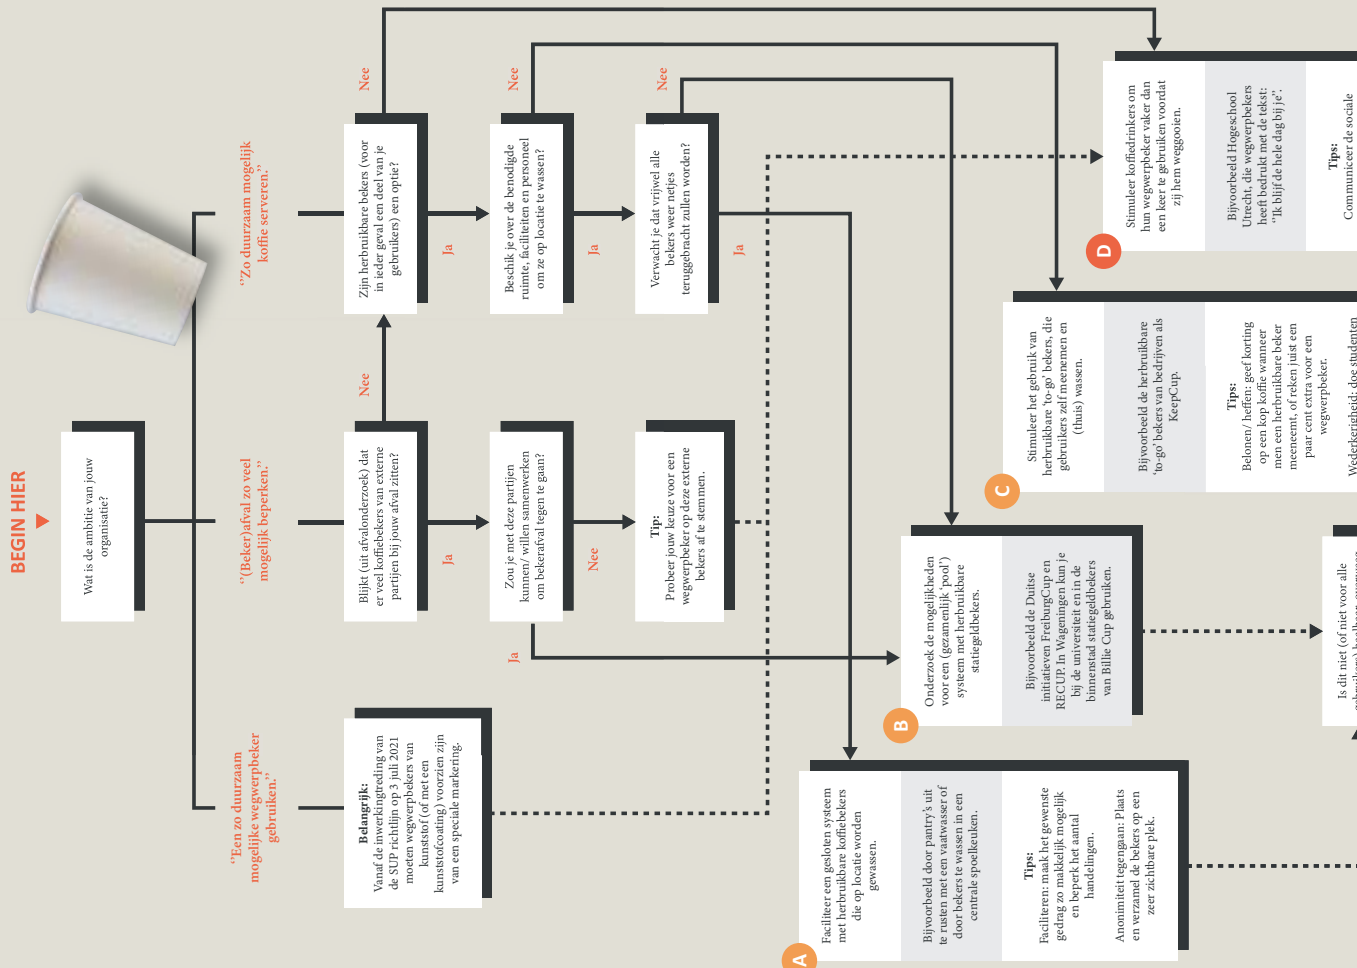 BEGIN HIER
Wat is de ambitie van jouw
organisatie?
“Een zo duurzaam
mogelijke wegwerpbeker
gebruiken.”
“(Beker)afval zo veel
mogelijk beperken.”
“Zo duurzaam mogelijk
koffie serveren.”
Belangrijk:
Vanaf de inwerkingtreding van
de SUP richtlijn op 3 juli 2021
moeten wegwerpbekers van
kunststof (of met een
kunststofcoating) voorzien zijn
van een speciale markering.
Blijkt (uit afvalonderzoek) dat
er veel koffiebekers van externe
partijen bij jouw afval zitten?
Nee
Zijn herbruikbare bekers (voor
in ieder geval een deel van je
gebruikers) een optie?
Nee
Ja
Ja
Zou je met deze partijen
kunnen/ willen samenwerken
om bekerafval tegen te gaan?
Beschik je over de benodigde
ruimte, faciliteiten en personeel
om ze op locatie te wassen?
Nee
Ja
Nee
Ja
Tip:
Probeer jouw keuze voor een
wegwerpbeker op deze externe
bekers af te stemmen.
Verwacht je dat vrijwel alle
bekers weer netjes
teruggebracht zullen worden?
Nee
Ja
A
Faciliteer een gesloten systeem
met herbruikbare koffiebekers
die op locatie worden
gewassen.
Bijvoorbeeld door pantry’s uit
te rusten met een vaatwasser of
door bekers te wassen in een
centrale spoelkeuken.
Tips:
Faciliteren: maak het gewenste
gedrag zo makkelijk mogelijk
en beperk het aantal
handelingen.
Anonimiteit tegengaan: Plaats
en verzamel de bekers op een
zeer zichtbare plek.
B
Onderzoek de mogelijkheden
voor een (gezamenlijk ‘pool’)
systeem met herbruikbare
statiegeldbekers.
Bijvoorbeeld de Duitse
initiatieven FreiburgCup en
RECUP. In Wageningen kun je
bij de universiteit en in de
binnenstad statiegeldbekers
van Billie Cup gebruiken.
Is dit niet (of niet voor alle
C
Stimuleer het gebruik van
herbruikbare ‘to-go’ bekers, die
gebruikers zelf meenemen en
(thuis) wassen.
Bijvoorbeeld de herbruikbare
‘to-go’ bekers van bedrijven als
KeepCup.
Tips:
Belonen/ heffen: geef korting
op een kop koffie wanneer
men een herbruikbare beker
meeneemt, of reken juist een
paar cent extra voor een
wegwerpbeker.
Wederkerigheid: doe studenten
D
Stimuleer koffiedrinkers om
hun wegwerpbeker vaker dan
een keer te gebruiken voordat
zij hem weggooien.
Bijvoorbeeld Hogeschool
Utrecht, die wegwerpbekers
heeft bedrukt met de tekst:
“Ik blijf de hele dag bij je”.
Tips:
Communiceer de sociale